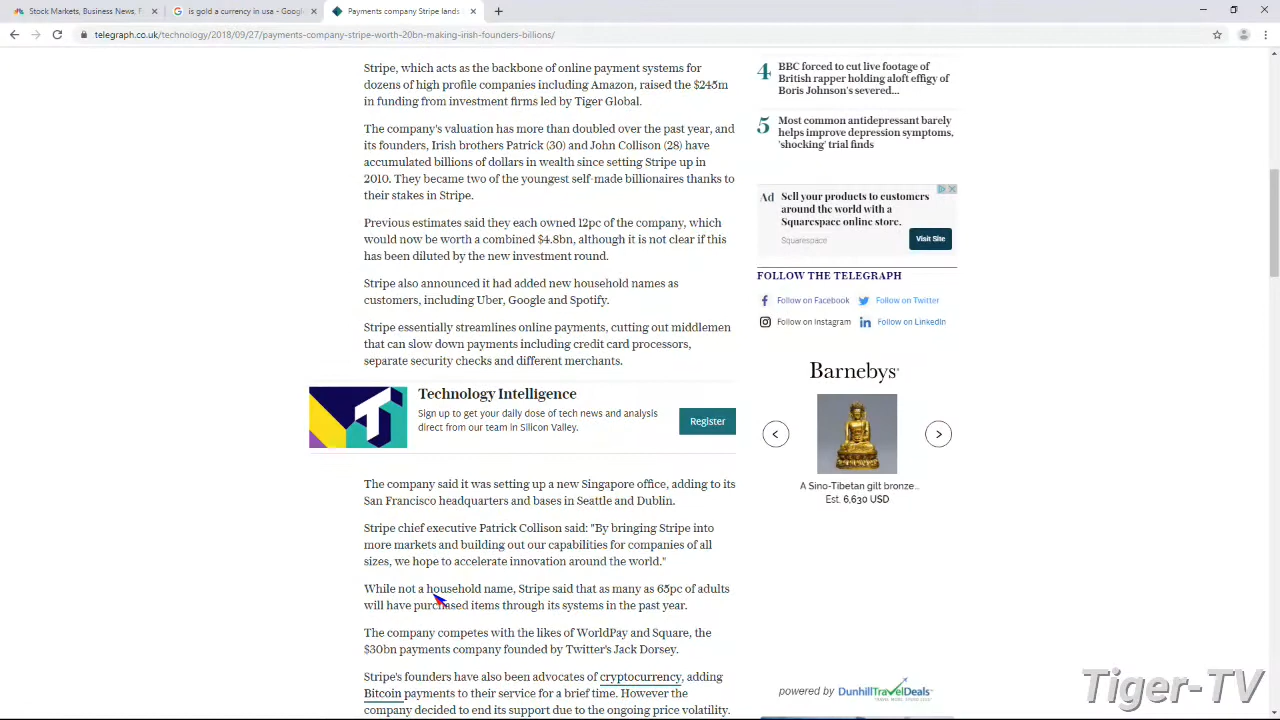 Stock Markets, Business News, F
is gold a currency in usa - Google
Payments company Stripe lands
telegraph.co.uk/technology/2018/09/27/payments-company-stripe-worth-20bn-making-irish-founders-billions/
Stripe, which acts as the backbone of online payment systems for
dozens of high profile companies including Amazon, raised the $245m
in funding from investment firms led by Tiger Global.
The company's valuation has more than doubled over the past year, and
its founders, Irish brothers Patrick (30) and John Collison (28) have
accumulated billions of dollars in wealth since setting Stripe up in
2010. They became two of the youngest self-made billionaires thanks to
their stakes in Stripe.
Previous estimates said they each owned 12pc of the company, which
would now be worth a combined $4.8bn, although it is not clear if this
has been diluted by the new investment round.
Stripe also announced it had added new household names as
customers, including Uber, Google and Spotify.
Stripe essentially streamlines online payments, cutting out middlemen
that can slow down payments including credit card processors,
separate security checks and different merchants.
Technology Intelligence
Sign up to get your daily dose of tech news and analysis
direct from our team in Silicon Valley.
Register
The company said it was setting up a new Singapore office, adding to its
San Francisco headquarters and bases in Seattle and Dublin.
Stripe chief executive Patrick Collison said: "By bringing Stripe into
more markets and building out our capabilities for companies of all
sizes, we hope to accelerate innovation around the world."
While not a household name, Stripe said that as many as 65pc of adults
will have purchased items through its systems in the past year.
The company competes with the likes of WorldPay and Square, the
$30bn payments company founded by Twitter's Jack Dorsey.
Stripe's founders have also been advocates of cryptocurrency, adding
Bitcoin payments to their service for a brief time. However the
company decided to end its support due to the ongoing price volatility.
4 BBC forced to cut live footage of
British rapper holding aloft effigy of
Boris Johnson's severed...
5 Most common antidepressant barely
helps improve depression symptoms,
'shocking' trial finds
Ad Sell your products to customers
around the world with a
Squarespace online store.
Squarespace
Visit Site
FOLLOW THE TELEGRAPH
Follow on Facebook Follow on Twitter
Follow on Instagram Follow on LinkedIn
Barnebys
A Sino-Tibetan gilt bronze...
Est. 6,630 USD
powered by DunhillTravelDeals
Tiger-TV